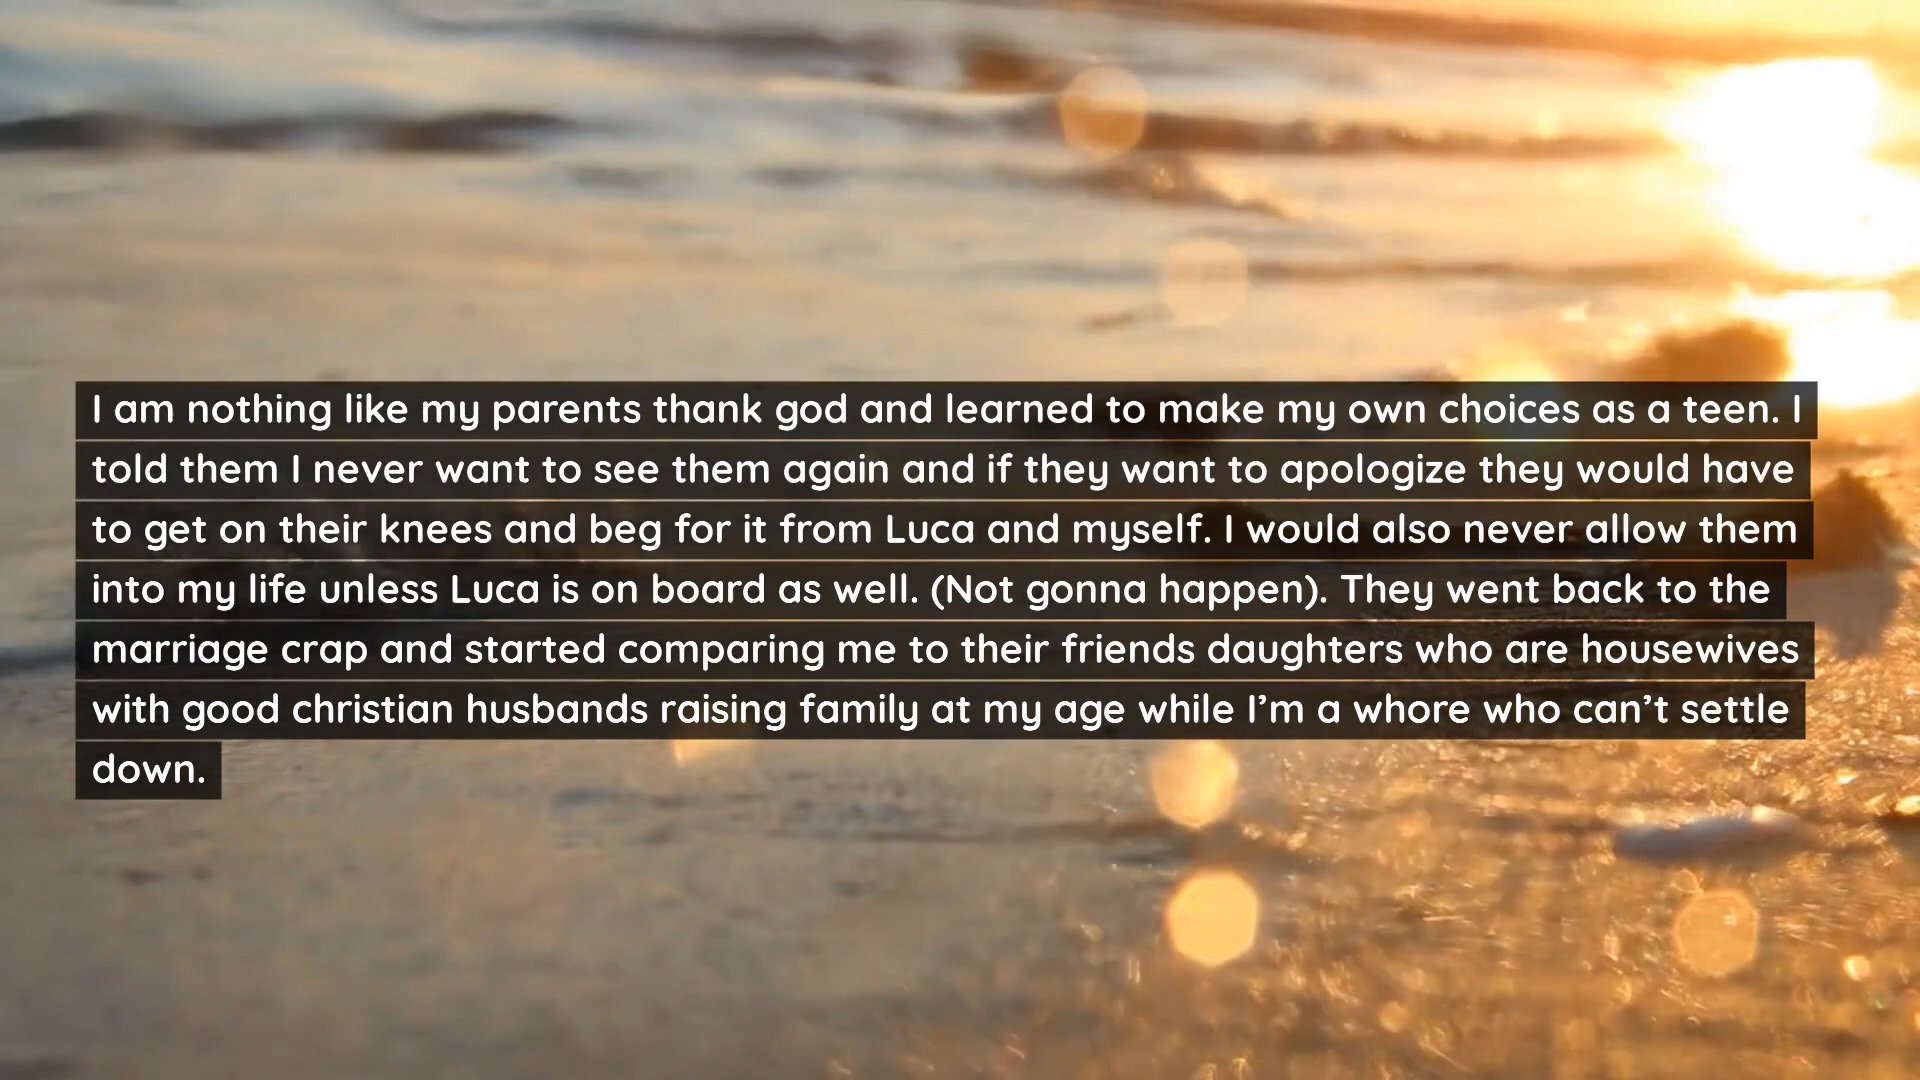 I am nothing like my parents thank god and learned to make my own choices as a teen. I
told them I never want to see them again and if they want to apologize they would have
to get on their knees and beg for it from Luca and myself. I would also never allow them
into my life unless Luca is on board as well. (Not gonna happen). They went back to the
marriage crap and started comparing me to their friends daughters who are housewives
with good christian husbands raising family at my age while I’m a whore who can’t settle
down.